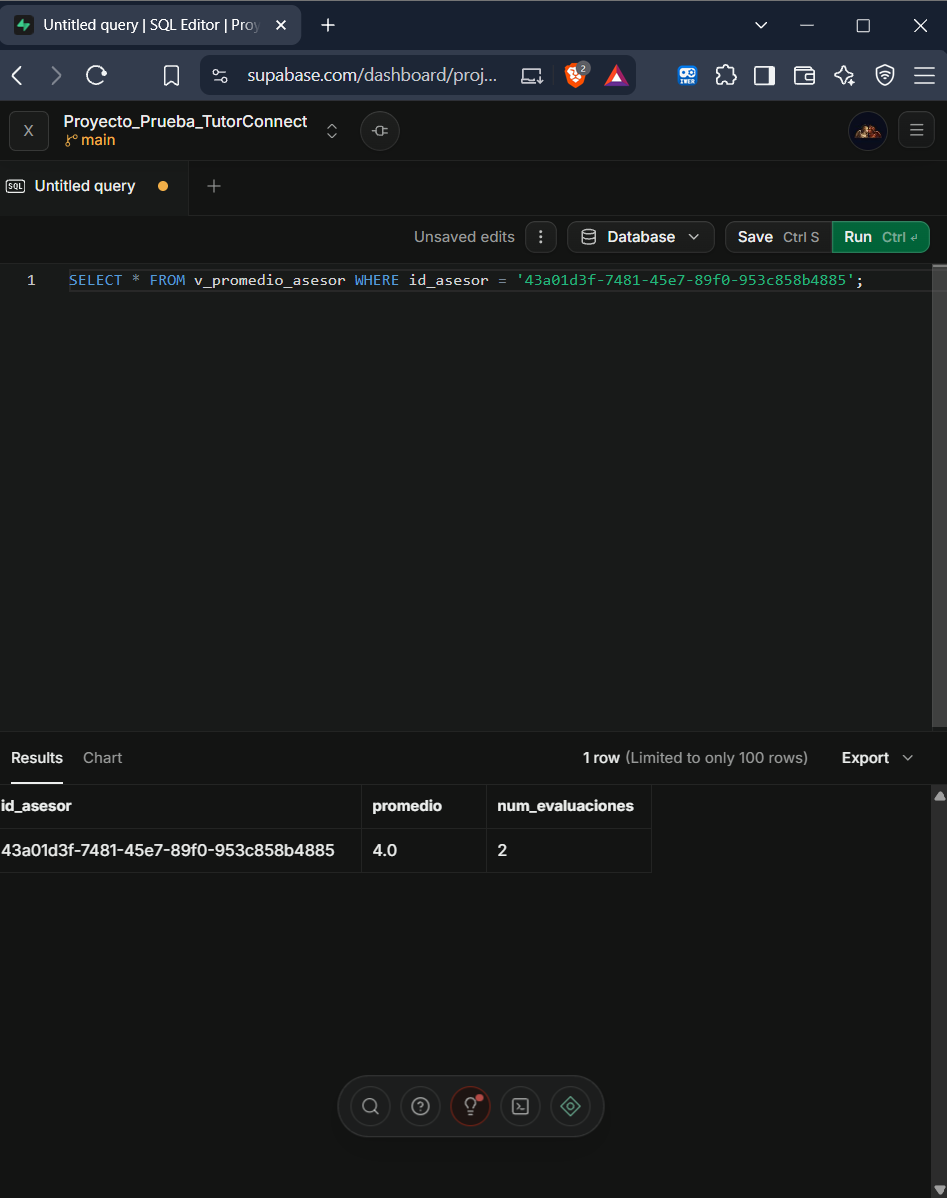 Untitled query | SQL Editor | Proy
supabase.com/dashboard/proj...
2
IWER
X
Proyecto_Prueba_TutorConnect
main
SQL Untitled query
Unsaved edits
Database
Save Ctrl S
Run Ctrl ↵
1 SELECT * FROM v_promedio_asesor WHERE id_asesor = '43a01d3f-7481-45e7-89f0-953c858b4885';
Results Chart 1 row (Limited to only 100 rows) Export
id_asesor promedio num_evaluaciones
43a01d3f-7481-45e7-89f0-953c858b4885 4.0 2